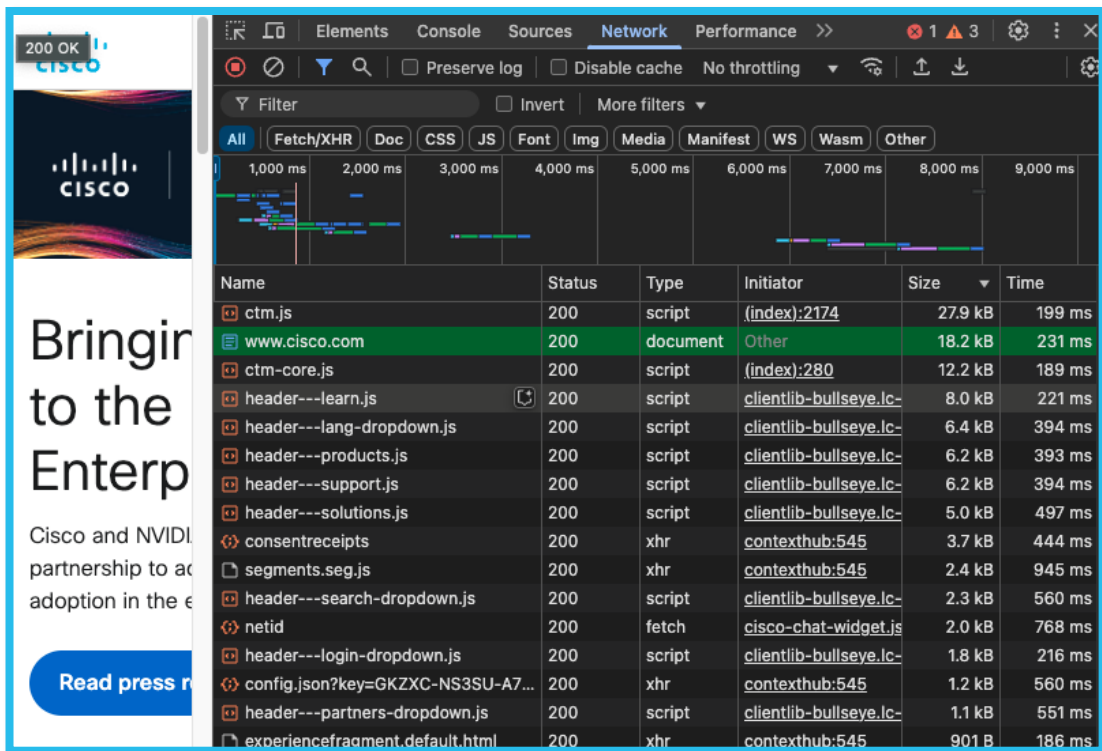 200 OK
CISCO
CISCO
Bringin
to the
Enterp
Cisco and NVIDI
partnership to ac
adoption in the e
Read press re
Elements Console Sources Network Performance 1 3
Preserve log Disable cache No throttling
Filter Invert More filters
All Fetch/XHR Doc CSS JS Font Img Media Manifest WS Wasm Other
1,000 ms 2,000 ms 3,000 ms 4,000 ms 5,000 ms 6,000 ms 7,000 ms 8,000 ms 9,000 ms
Name Status Type Initiator Size Time
ctm.js 200 script (index):2174 27.9 kB 199 ms
www.cisco.com 200 document Other 18.2 kB 231 ms
ctm-core.js 200 script (index):280 12.2 kB 189 ms
header---learn.js 200 script clientlib-bullseye.lc- 8.0 kB 221 ms
header---lang-dropdown.js 200 script clientlib-bullseye.lc- 6.4 kB 394 ms
header---products.js 200 script clientlib-bullseye.lc- 6.2 kB 393 ms
header---support.js 200 script clientlib-bullseye.lc- 6.2 kB 394 ms
header---solutions.js 200 script clientlib-bullseye.lc- 5.0 kB 497 ms
consentreceipts 200 xhr contexthub:545 3.7 kB 444 ms
segments.seg.js 200 xhr contexthub:545 2.4 kB 945 ms
header---search-dropdown.js 200 script clientlib-bullseye.lc- 2.3 kB 560 ms
netid 200 fetch cisco-chat-widget.js 2.0 kB 768 ms
header---login-dropdown.js 200 script clientlib-bullseye.lc- 1.8 kB 216 ms
config.json?key=GKZXC-NS3SU-A7... 200 xhr contexthub:545 1.2 kB 560 ms
header---partners-dropdown.js 200 script clientlib-bullseye.lc- 1.1 kB 551 ms
experiencefragment.default.html 200 xhr contexthub:545 901 B 186 ms